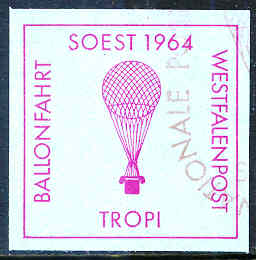 SOEST 1964
BALLONFAHRT
WESTFALENPOST
TROPI